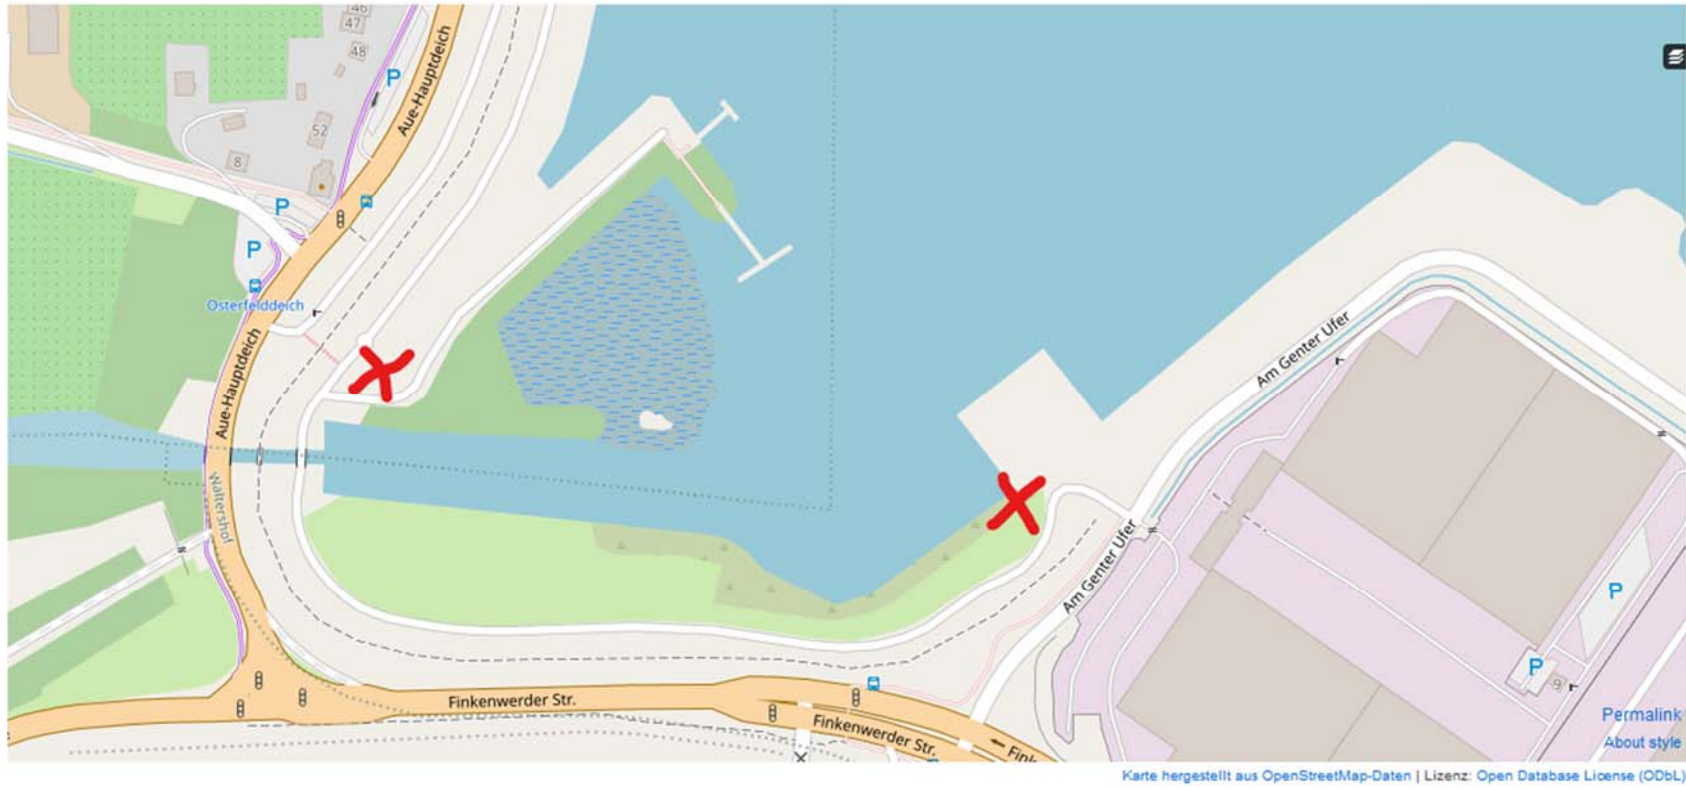 46
47
48
P
Aue-Hauptdeich
52
8
P
P
Osterfelddeich
Aue-Hauptdeich
Am Genter Ufer
Waltershof
Am Genter Ufer
P
P
9
Finkenwerder Str.
Finkenwerder Str.
Fink
Permalink
About style
Karte hergestellt aus OpenStreetMap-Daten | Lizenz: Open Database License (ODbL)